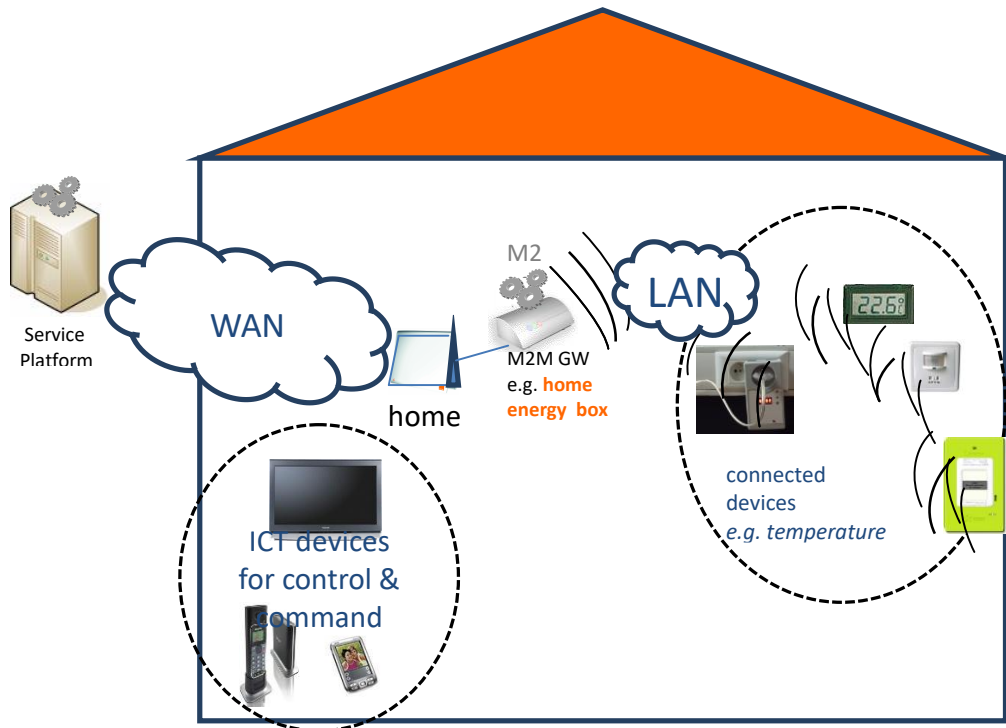 Service
Platform
WAN
home
M2
M2M GW
e.g. home
energy box
LAN
22.6°C
connected
devices
e.g. temperature
ICT devices
for control &
command